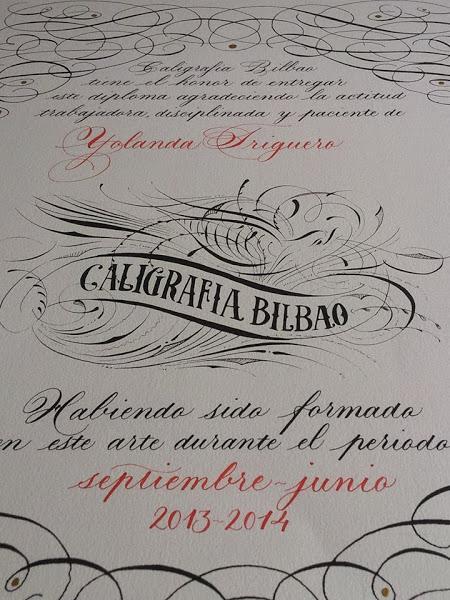 Caligrafia Bilbao
tiene el honor de entregar
este diploma agradeciendo la actitud
trabajadora, disciplinada y paciente de
Yolanda Triguero
CALIGRAFIA BILBAO
Habiendo sido formado
en este arte durante el periodo
septiembre-junio
2013-2014